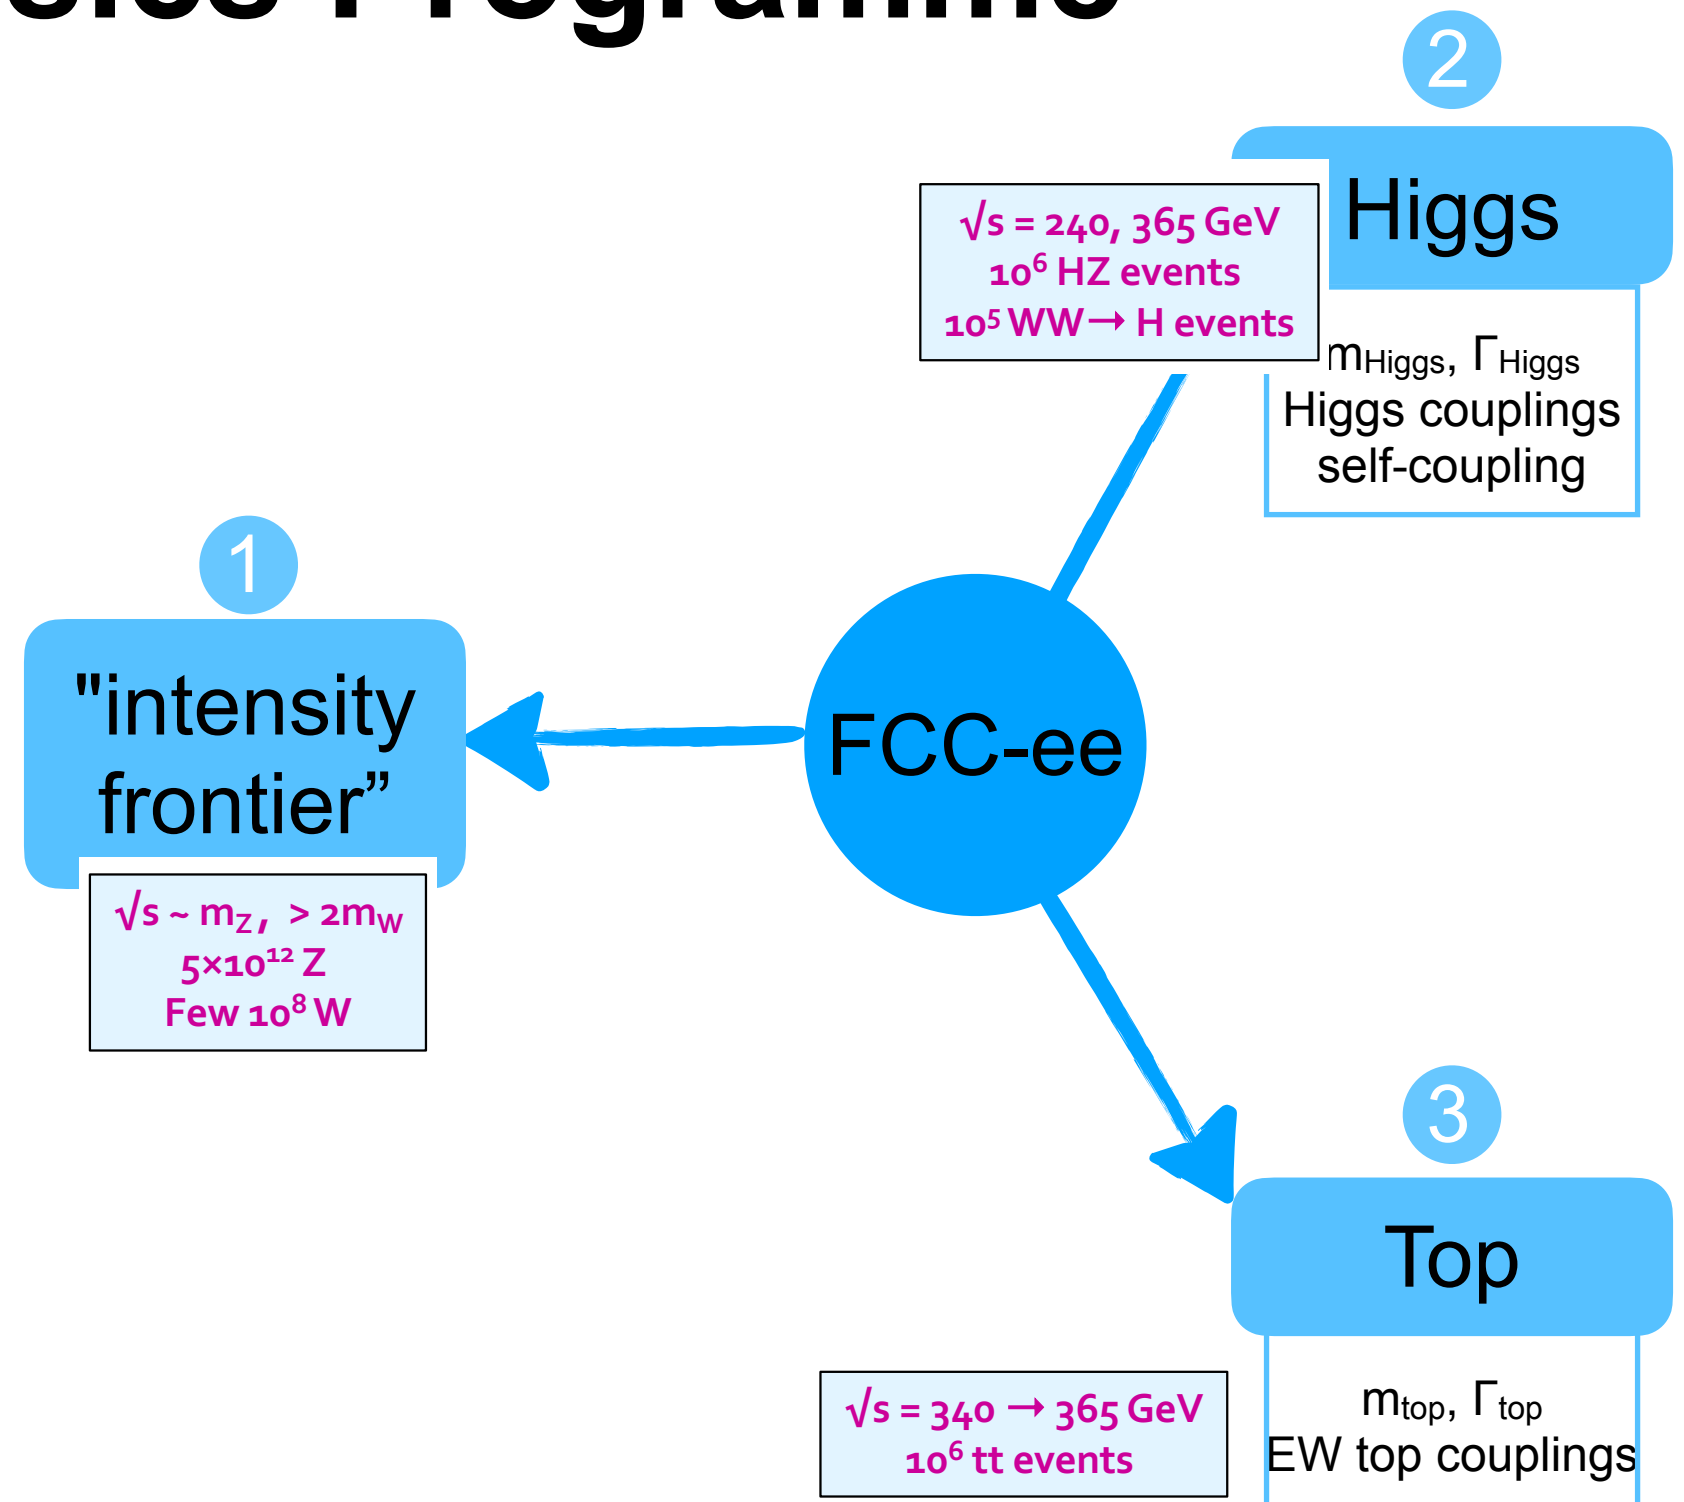 sics Programme
2
Higgs
√s = 240, 365 GeV
10⁶ HZ events
10⁵ WW→ H events
mHiggs, ΓHiggs
Higgs couplings
self-coupling
1
"intensity
frontier”
FCC-ee
√s ~ mZ, > 2mW
5×10¹² Z
Few 10⁸ W
3
Top
√s = 340 → 365 GeV
10⁶ tt events
mtop, Γtop
EW top couplings